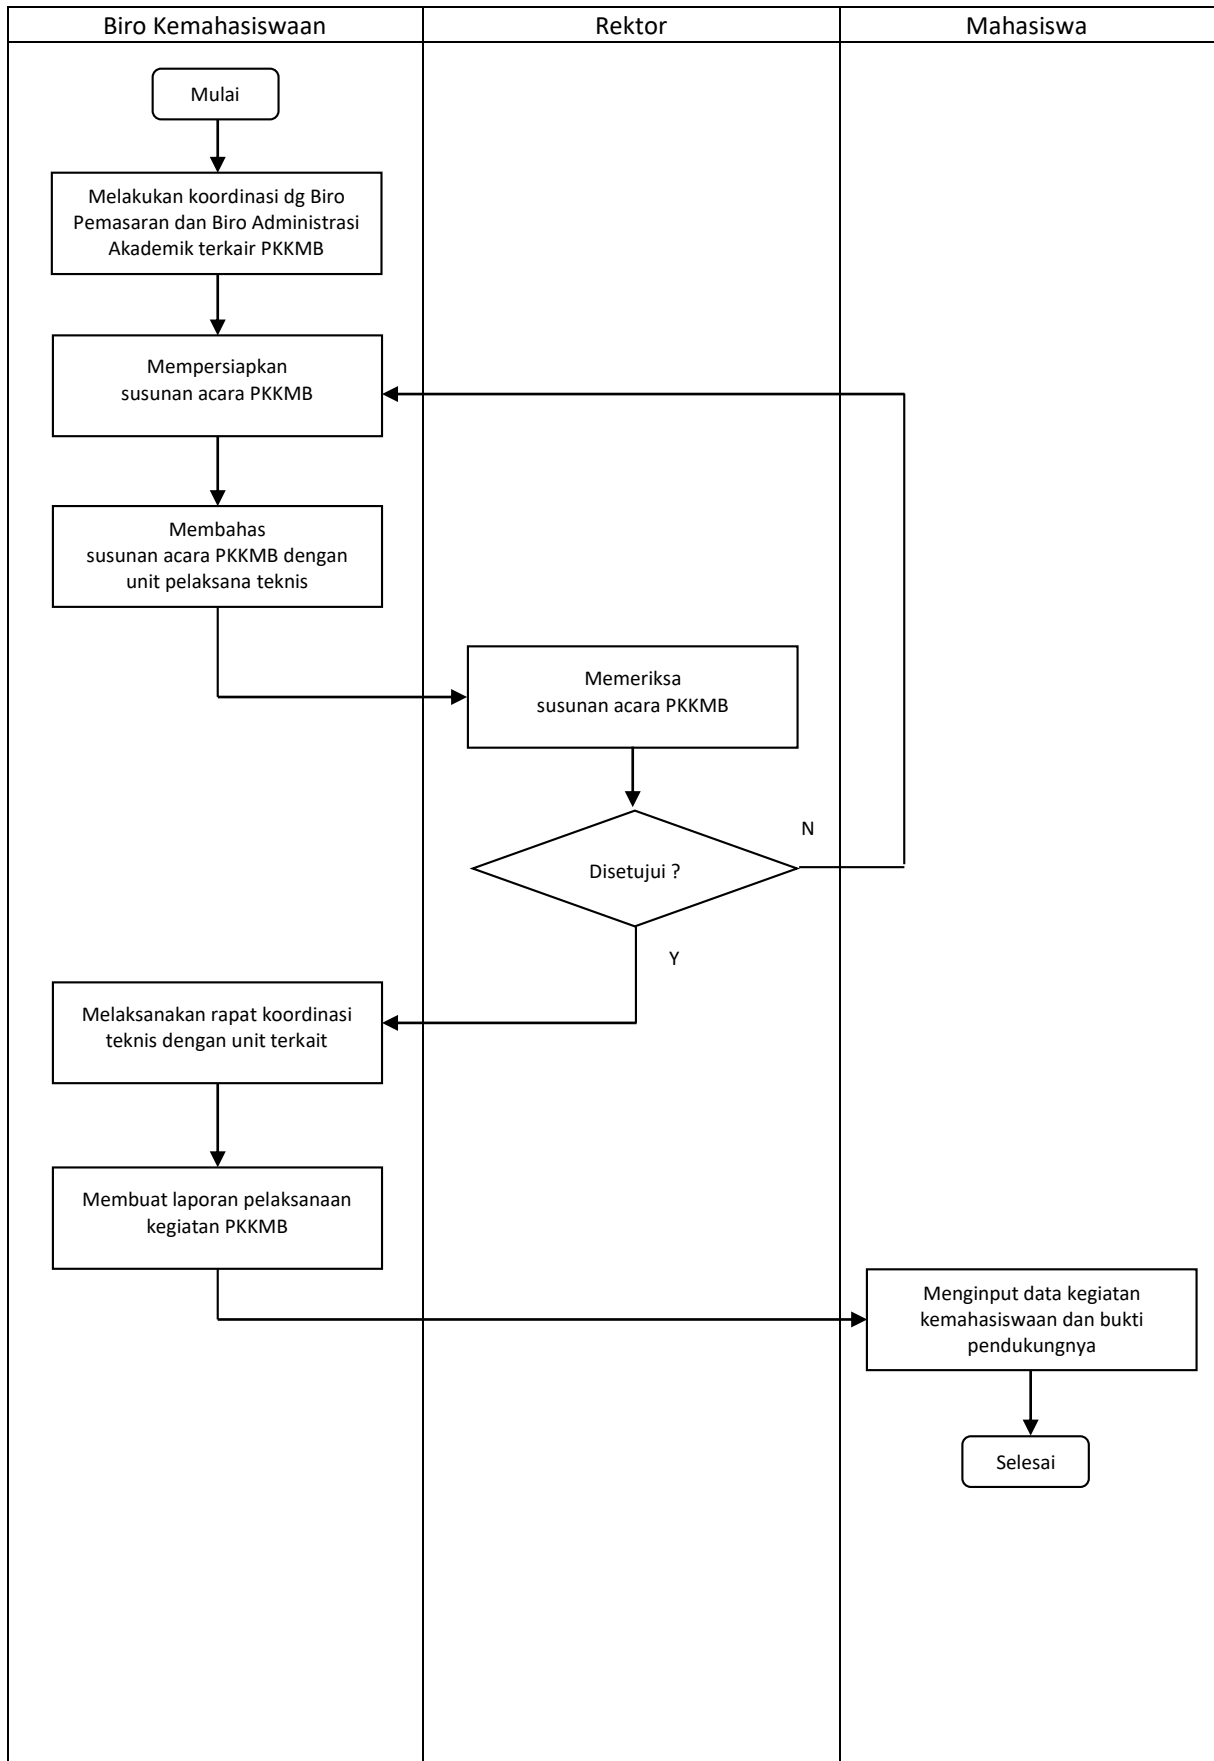 Biro Kemahasiswaan
Rektor
Mahasiswa
Mulai
Melakukan koordinasi dg Biro
Pemasaran dan Biro Administrasi
Akademik terkair PKKMB
Mempersiapkan
susunan acara PKKMB
Membahas
susunan acara PKKMB dengan
unit pelaksana teknis
Memeriksa
susunan acara PKKMB
Disetujui ?
N
Y
Melaksanakan rapat koordinasi
teknis dengan unit terkait
Membuat laporan pelaksanaan
kegiatan PKKMB
Menginput data kegiatan
kemahasiswaan dan bukti
pendukungnya
Selesai